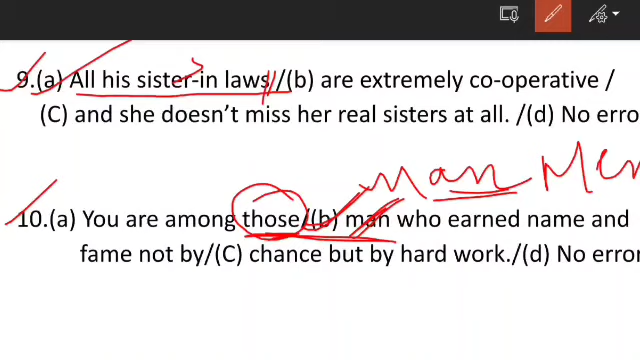 9.(a) All his sister-in laws /(b) are extremely co-operative /
(C) and she doesn't miss her real sisters at all. /(d) No erro
Man Men
10.(a) You are among those/(b) man who earned name and
fame not by/(C) chance but by hard work./(d) No error